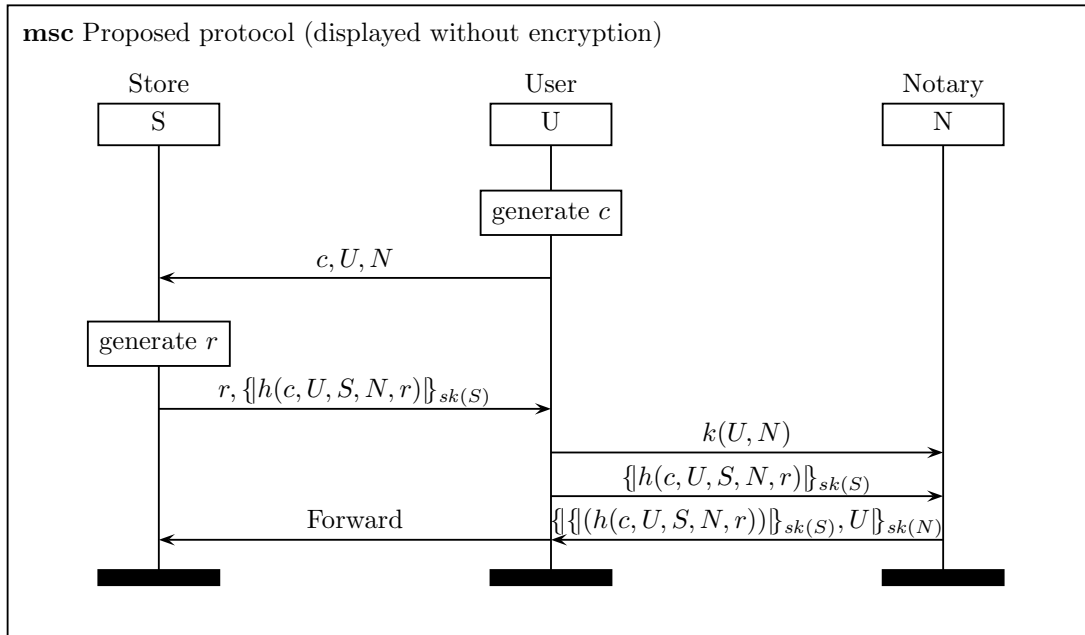 msc Proposed protocol (displayed without encryption)
Store User Notary
S U N
generate c
c, U, N
generate r
r, {|h(c, U, S, N, r)|}sk(S)
k(U, N)
{|h(c, U, S, N, r)|}sk(S)
Forward {|{|(h(c, U, S, N, r))|}sk(S), U|}sk(N)